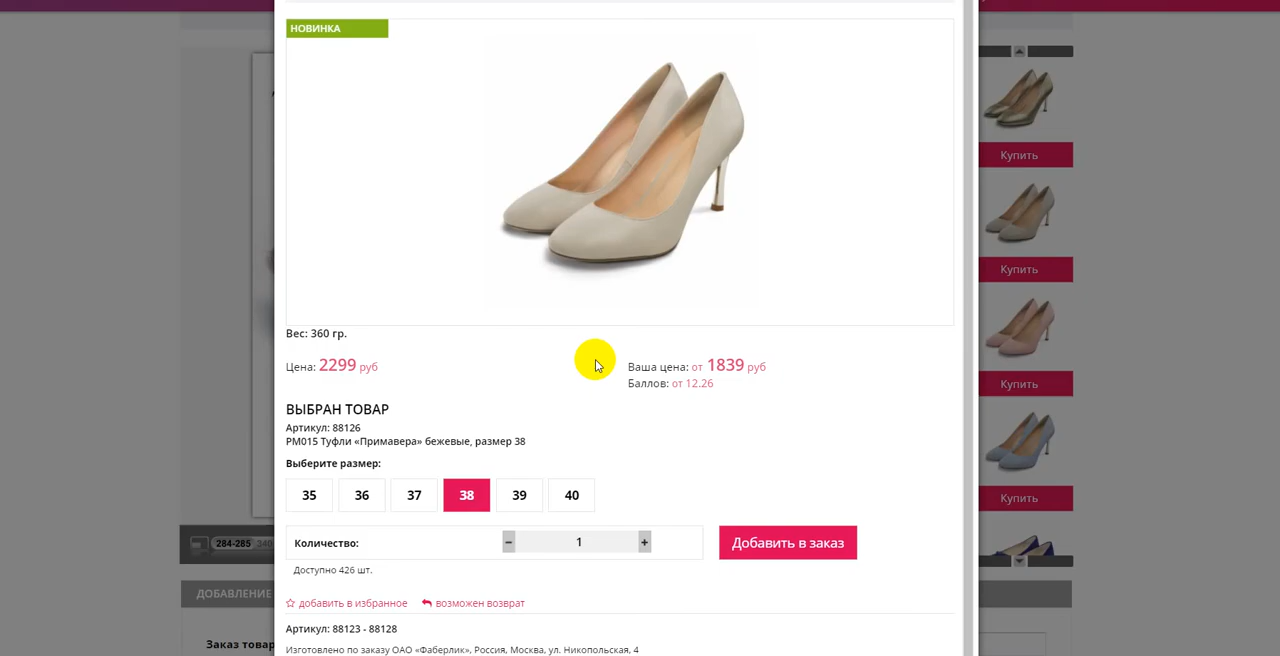 НОВИНКА
Вес: 360 гр.
Цена: 2299 руб
Ваша цена: от 1839 руб
Баллов: от 12.26
ВЫБРАН ТОВАР
Артикул: 88126
PM015 Туфли «Примавера» бежевые, размер 38
Выберите размер:
35 36 37 38 39 40
Количество: − 1 +
Добавить в заказ
Доступно 426 шт.
добавить в избранное возможен возврат
Артикул: 88123 - 88128
Изготовлено по заказу ОАО «Фаберлик», Россия, Москва, ул. Никопольская, 4
Купить
Купить
Купить
Купить
284-285 340
ДОБАВЛЕНИЕ
Заказ товар